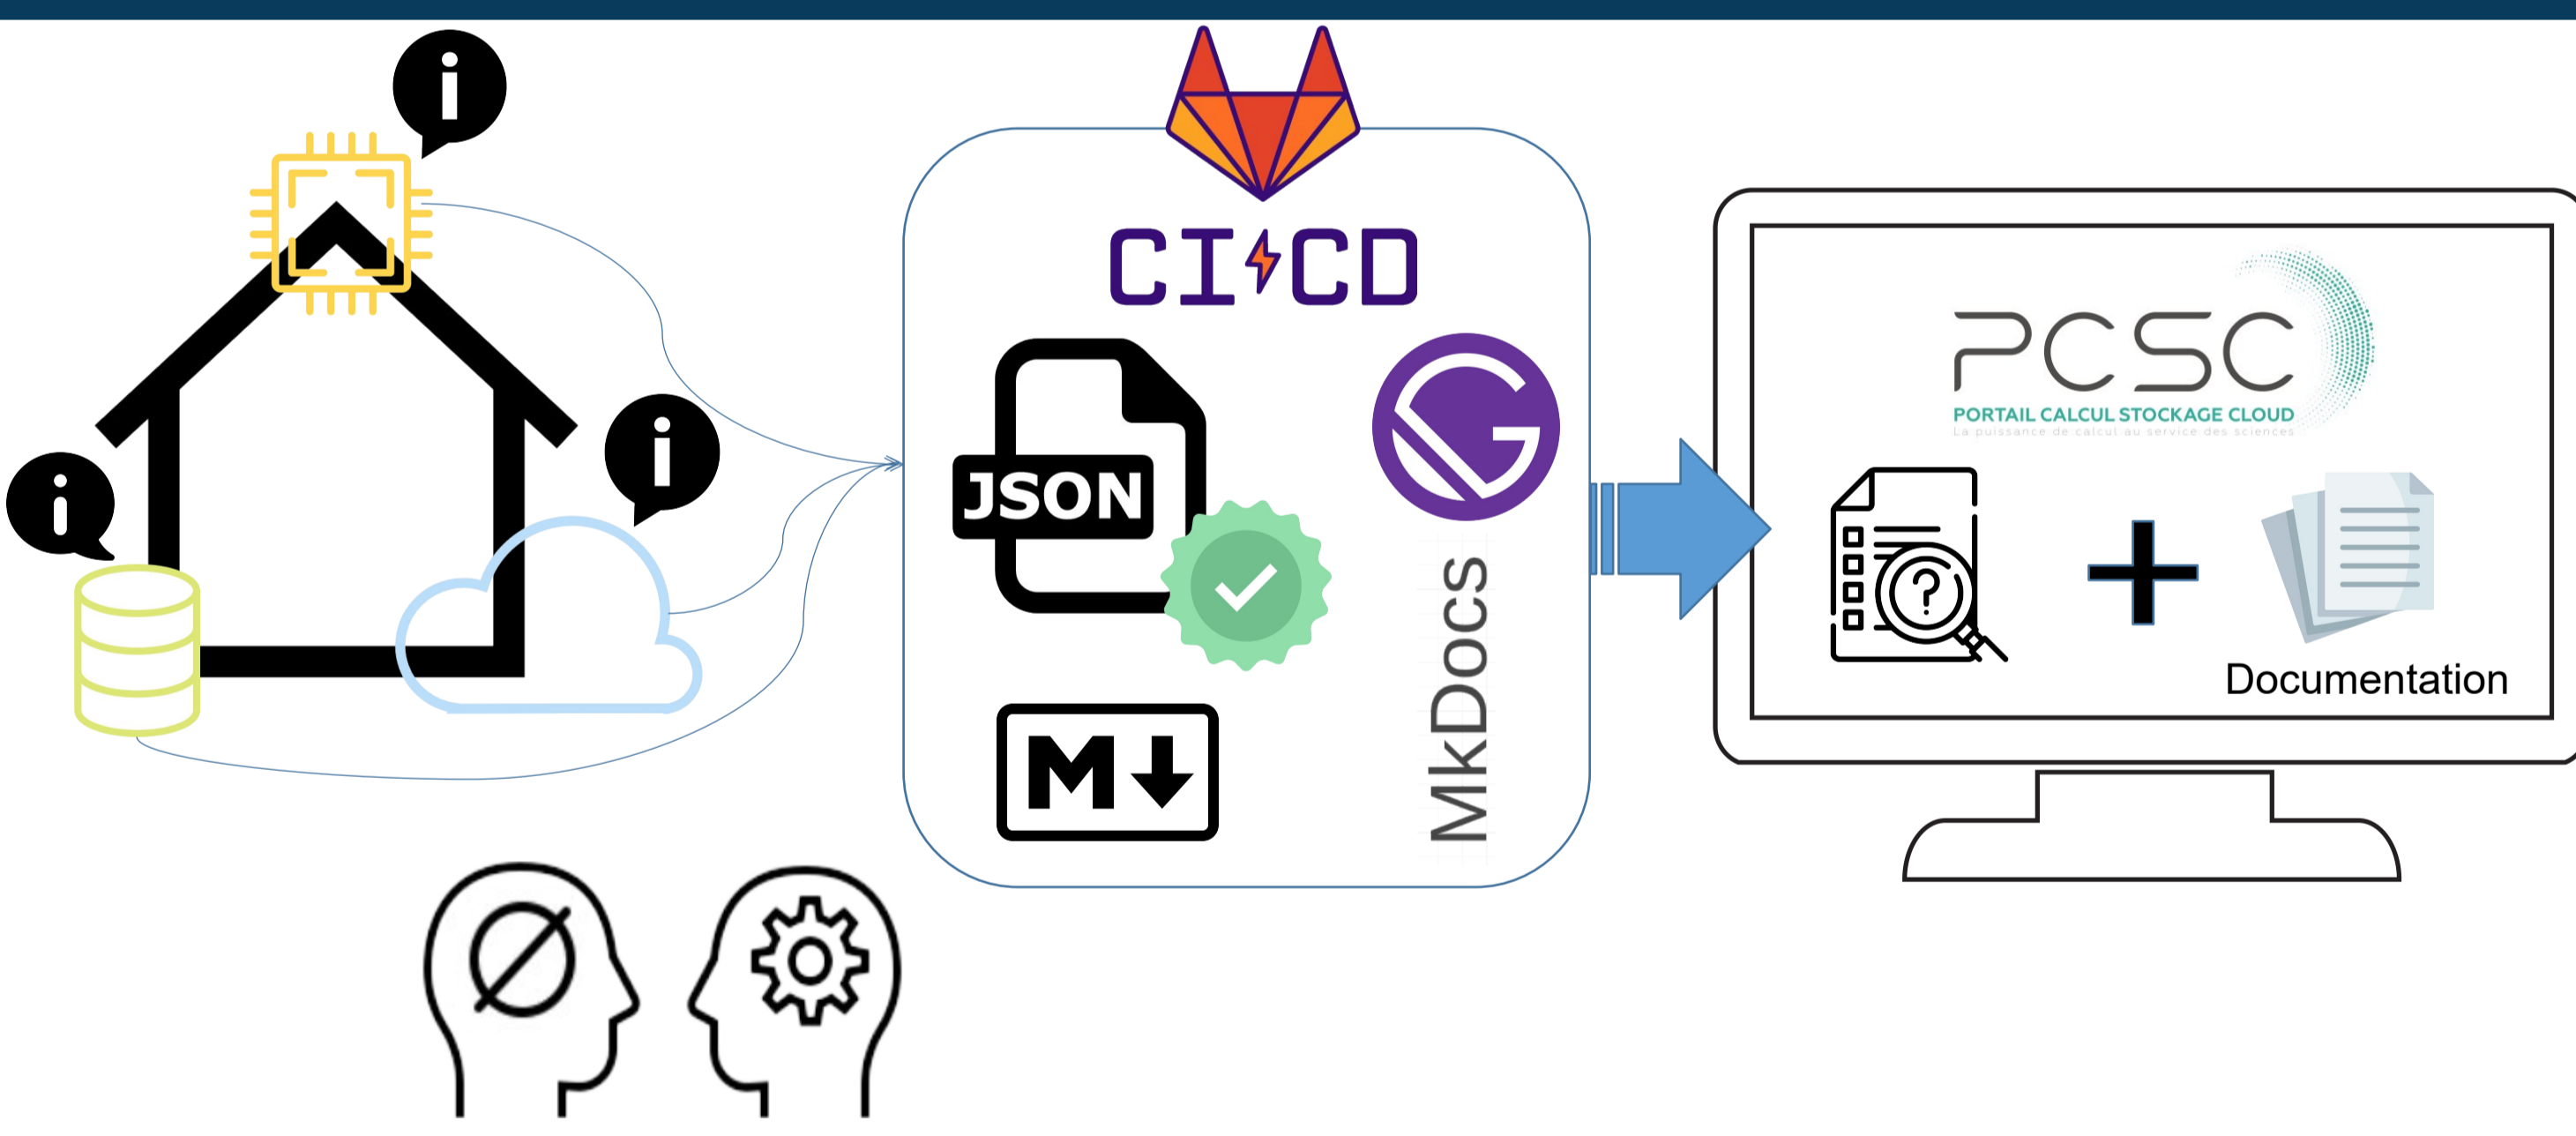 i
i
i
CI CD
JSON
M
MkDocs
PCSC
PORTAIL CALCUL STOCKAGE CLOUD
La puissance de calcul au service des sciences
?
Documentation